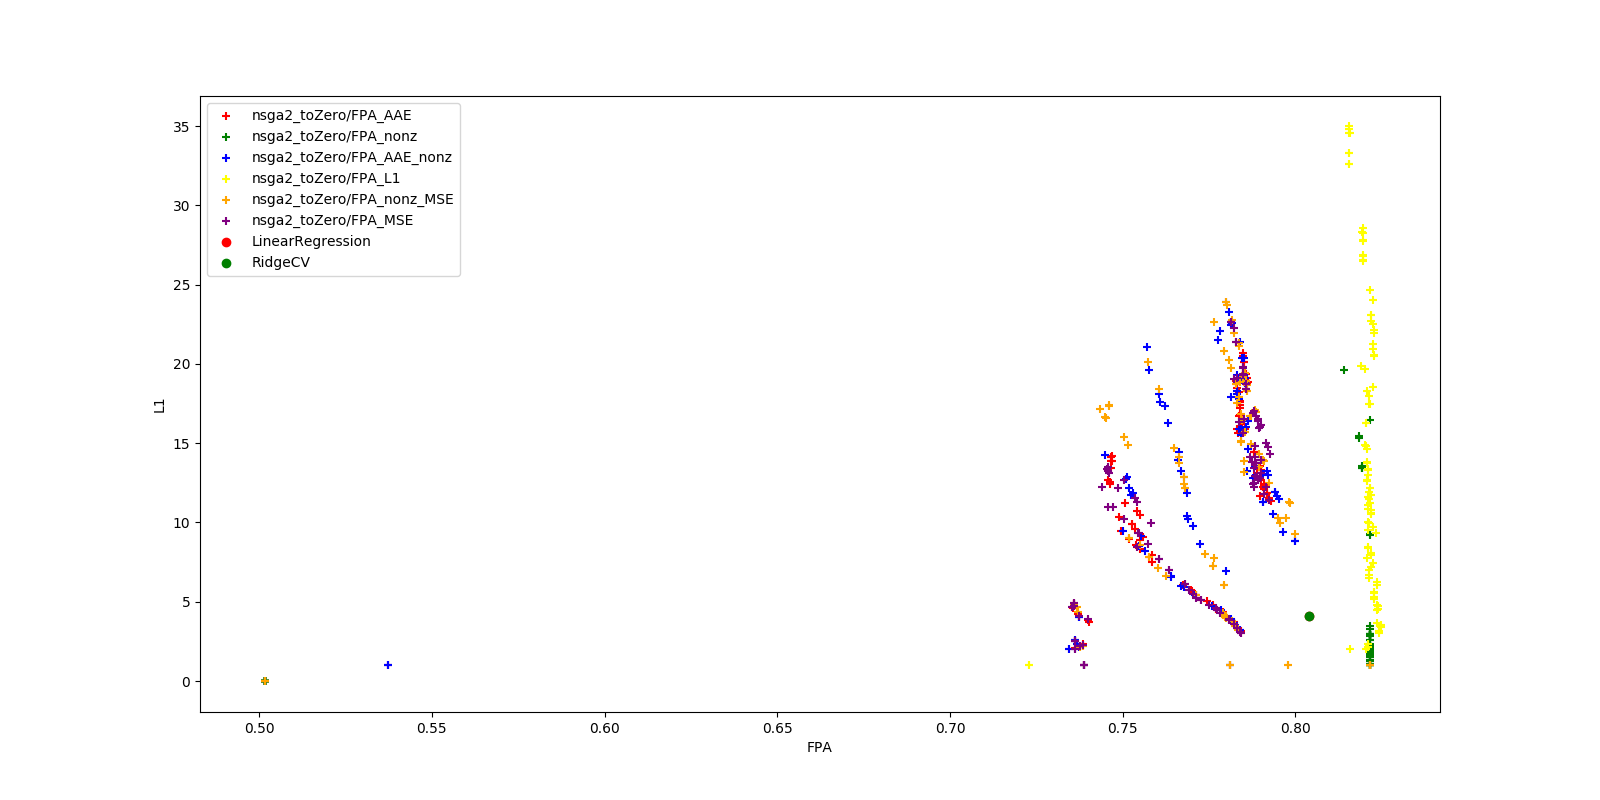 nsga2_toZero/FPA_AAE
nsga2_toZero/FPA_nonz
nsga2_toZero/FPA_AAE_nonz
nsga2_toZero/FPA_L1
nsga2_toZero/FPA_nonz_MSE
nsga2_toZero/FPA_MSE
LinearRegression
RidgeCV
35
30
25
20
15
10
5
0
L1
0.50 0.55 0.60 0.65 0.70 0.75 0.80
FPA